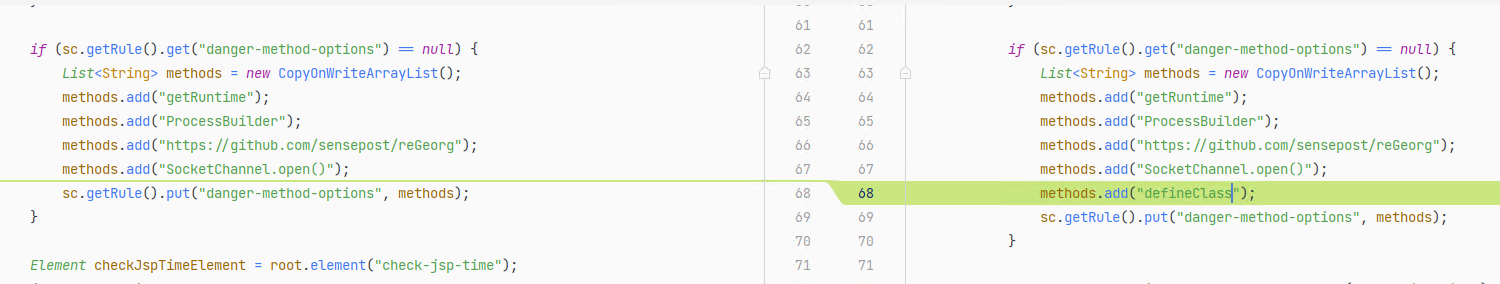 61 61
if (sc.getRule().get("danger-method-options") == null) { 62 62 if (sc.getRule().get("danger-method-options") == null) {
List<String> methods = new CopyOnWriteArrayList(); 63 63 List<String> methods = new CopyOnWriteArrayList();
methods.add("getRuntime"); 64 64 methods.add("getRuntime");
methods.add("ProcessBuilder"); 65 65 methods.add("ProcessBuilder");
methods.add("https://github.com/sensepost/reGeorg"); 66 66 methods.add("https://github.com/sensepost/reGeorg");
methods.add("SocketChannel.open()"); 67 67 methods.add("SocketChannel.open()");
sc.getRule().put("danger-method-options", methods); 68 68 methods.add("defineClass");
} 69 69 sc.getRule().put("danger-method-options", methods);
70 70 }
Element checkJspTimeElement = root.element("check-jsp-time"); 71 71